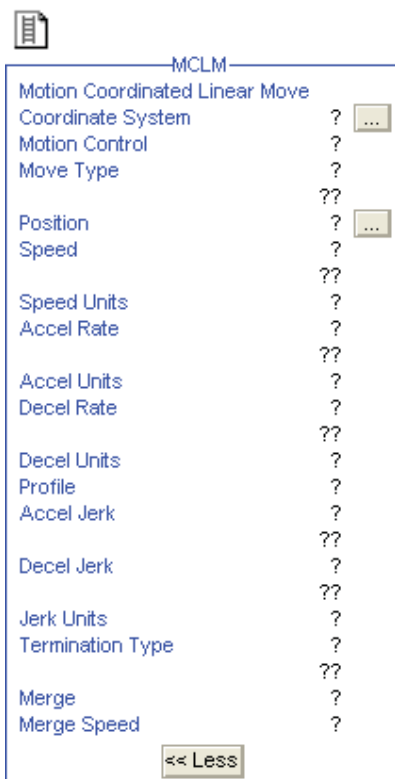 MCLM
Motion Coordinated Linear Move
Coordinate System ? ...
Motion Control ?
Move Type ?
??
Position ? ...
Speed ?
??
Speed Units ?
Accel Rate ?
??
Accel Units ?
Decel Rate ?
??
Decel Units ?
Profile ?
Accel Jerk ?
??
Decel Jerk ?
??
Jerk Units ?
Termination Type ?
??
Merge ?
Merge Speed ?
<< Less